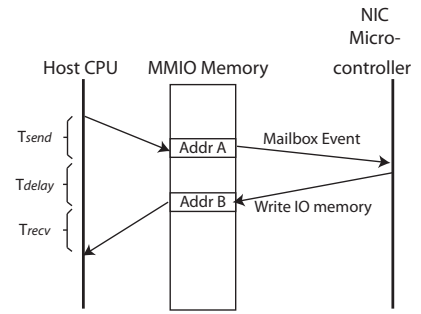 NIC
Micro-
Host CPU MMIO Memory controller
Tsend
Addr A
Mailbox Event
Tdelay
Addr B
Write IO memory
Trecv